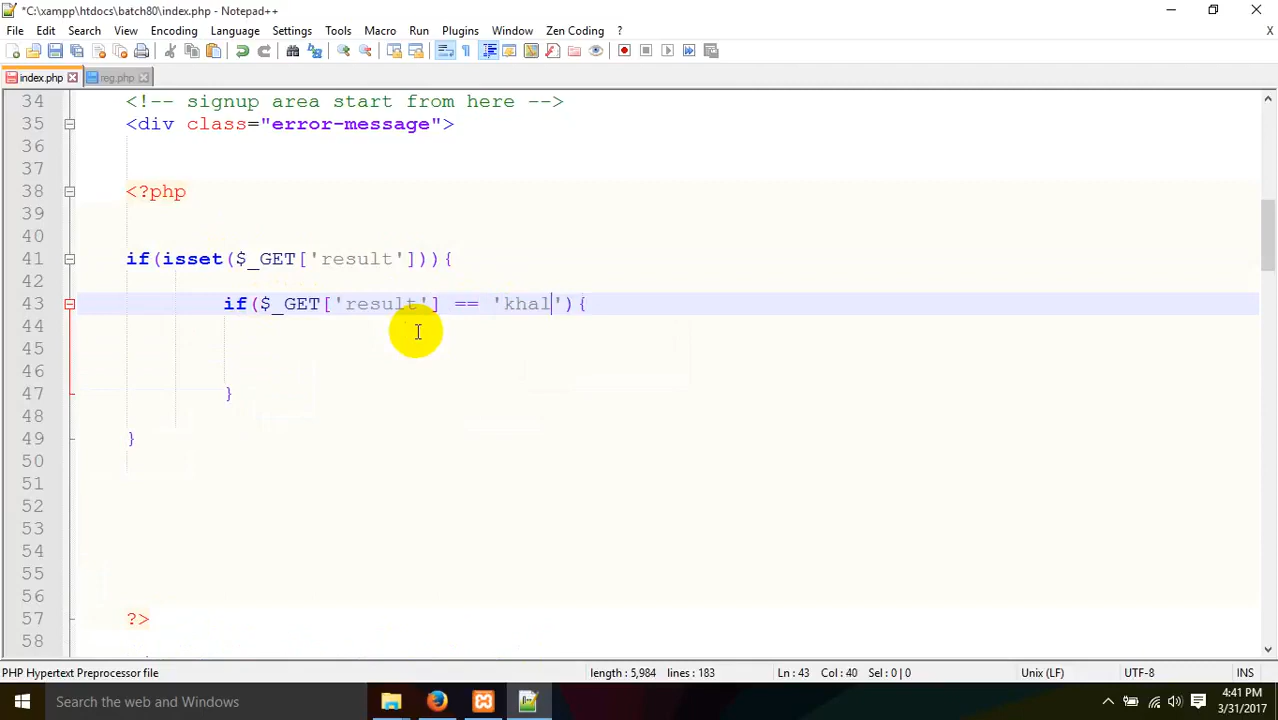 *C:\xampp\htdocs\batch80\index.php - Notepad++
File Edit Search View Encoding Language Settings Tools Macro Run Plugins Window Zen Coding ?
X
index.php reg.php
34 <!-- signup area start from here -->
35 <div class="error-message">
36
37
38 <?php
39
40
41 if(isset($_GET['result'])){
42
43 if($_GET['result'] == 'khal'){
44
45
46
47 }
48
49 }
50
51
52
53
54
55
56
57 ?>
58
PHP Hypertext Preprocessor file length : 5,984 lines : 183 Ln : 43 Col : 40 Sel : 0 | 0 Unix (LF) UTF-8 INS
Search the web and Windows
4:41 PM
3/31/2017